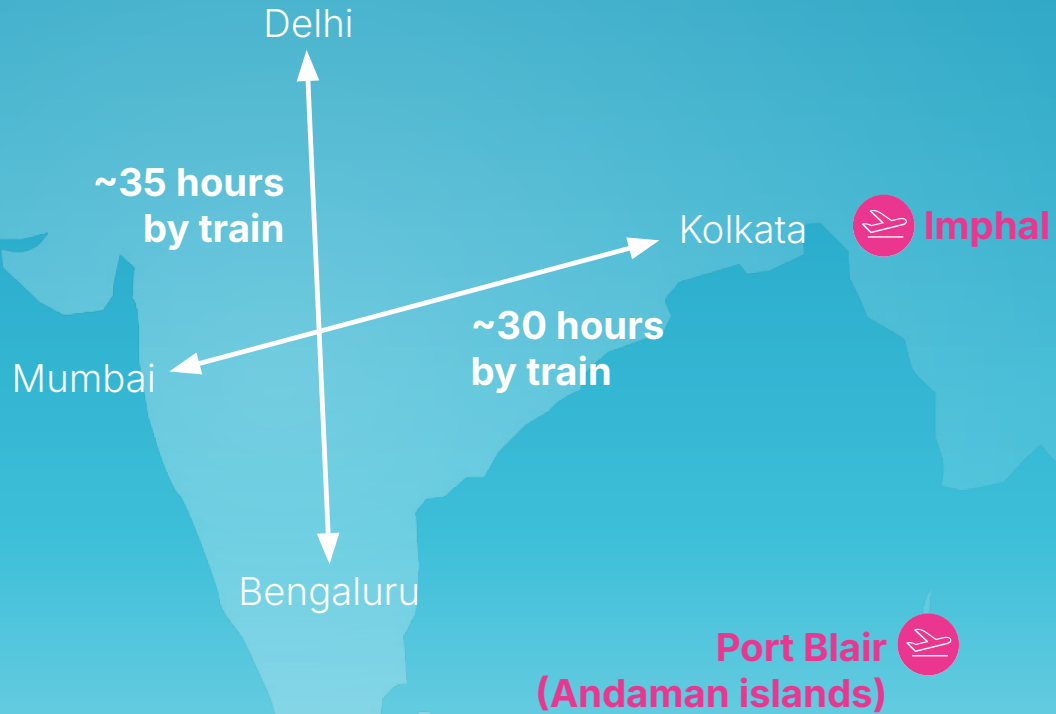 Delhi
~35 hours
by train
Kolkata
Imphal
~30 hours
by train
Mumbai
Bengaluru
Port Blair
(Andaman islands)